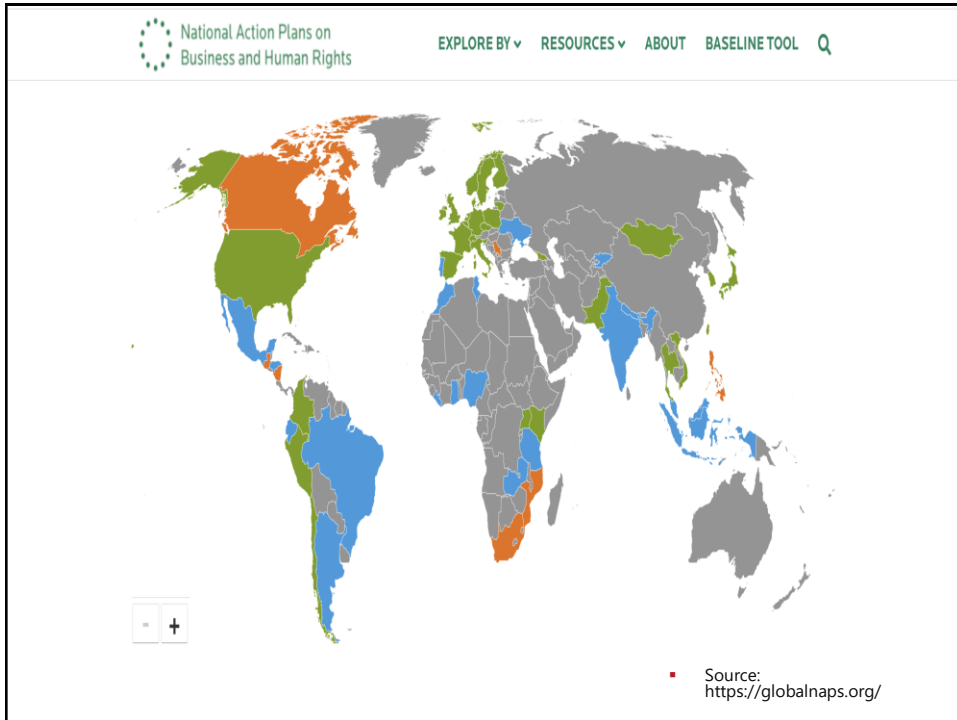 National Action Plans on
Business and Human Rights
EXPLORE BY RESOURCES ABOUT BASELINE TOOL
- +
Source:
https://globalnaps.org/